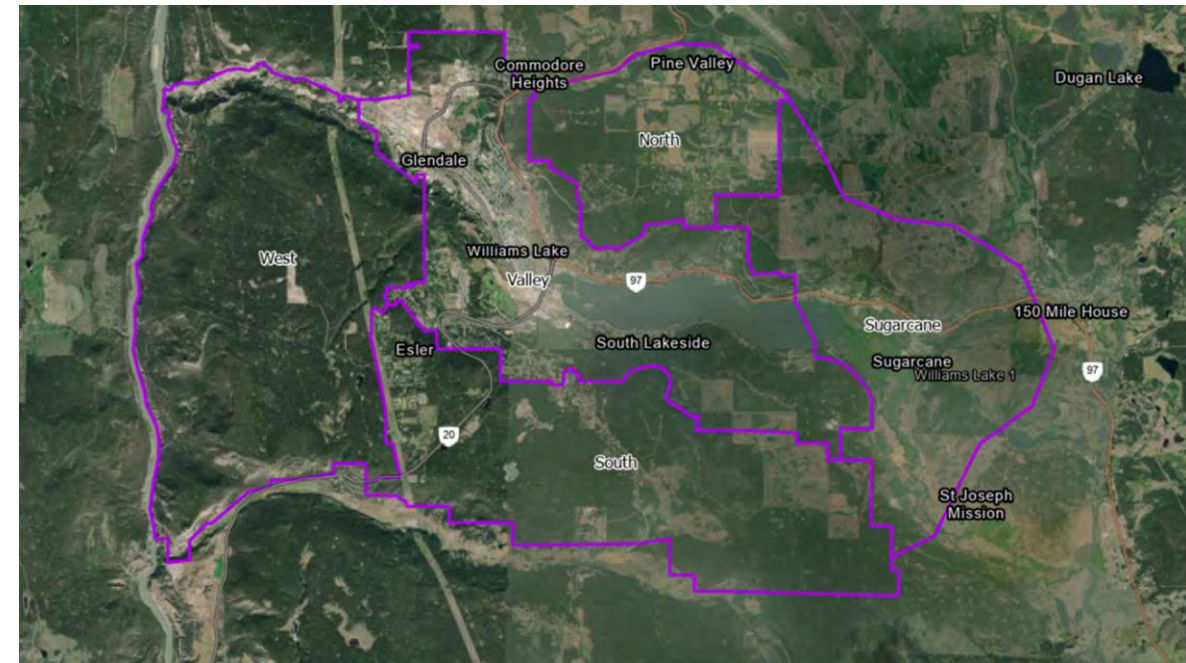 Commodore
Heights
Pine Valley
Dugan Lake
North
Glendale
Williams Lake
West
Valley
97
150 Mile House
Sugarcane
South Lakeside
Esler
Sugarcane
Williams Lake 1
97
20
South
St Joseph
Mission